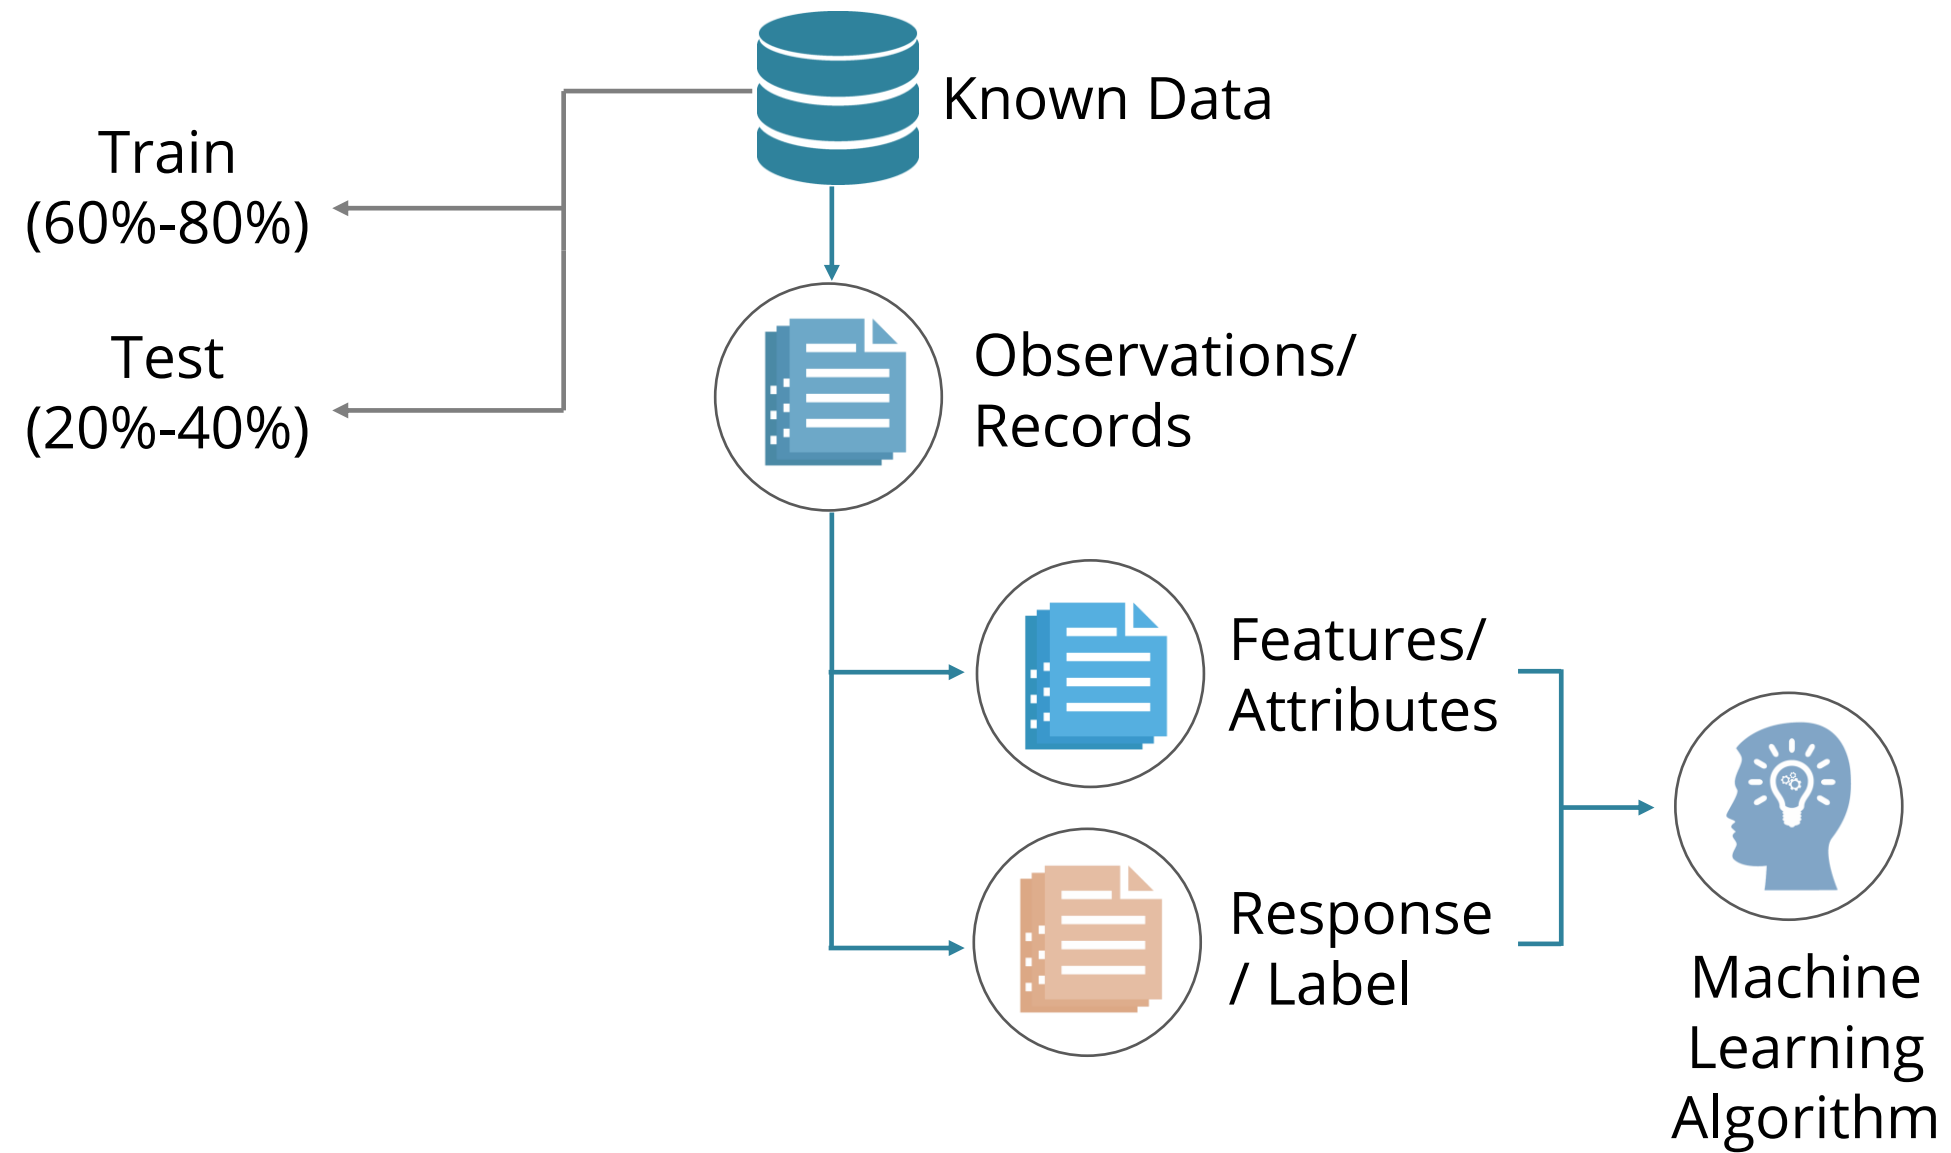 Known Data
Train
(60%-80%)
Test
(20%-40%)
Observations/
Records
Features/
Attributes
Response
/ Label
Machine
Learning
Algorithm